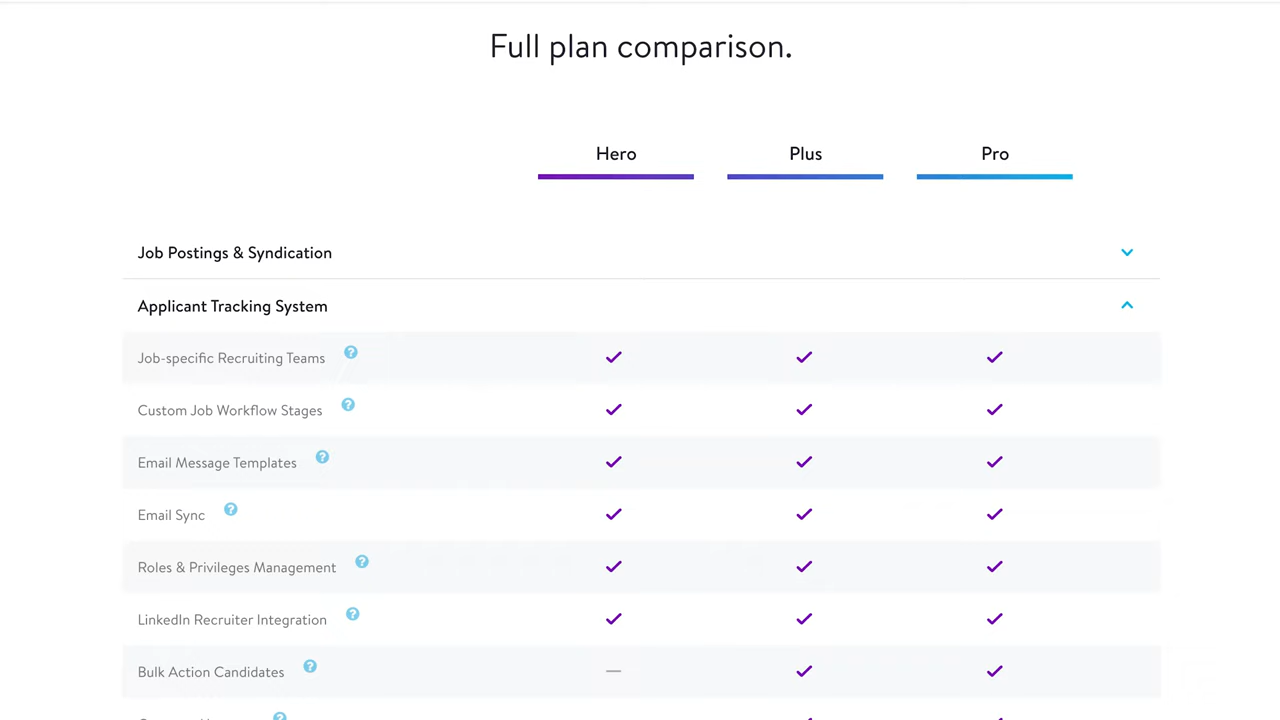 Full plan comparison.
Hero Plus Pro
Job Postings & Syndication
Applicant Tracking System
Job-specific Recruiting Teams ?
Custom Job Workflow Stages ?
Email Message Templates ?
Email Sync ?
Roles & Privileges Management ?
LinkedIn Recruiter Integration ?
Bulk Action Candidates ?